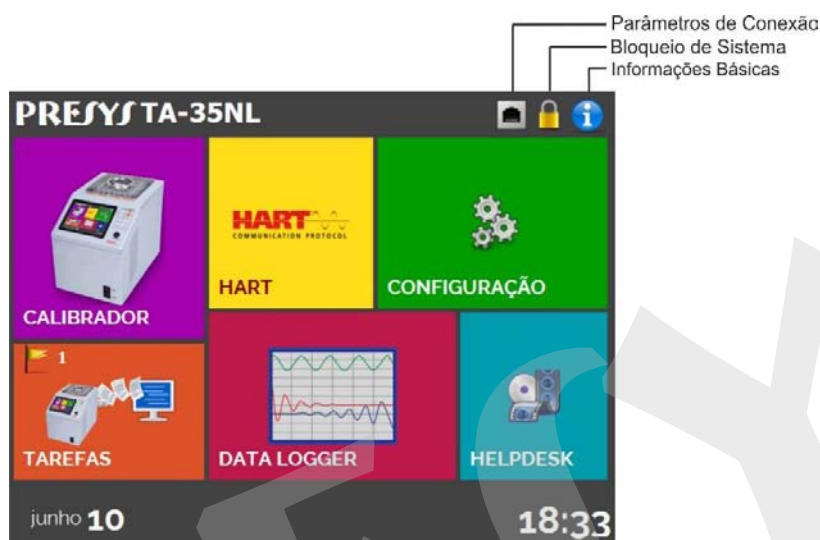 Parâmetros de Conexão
Bloqueio de Sistema
Informações Básicas
PRESYS TA-35NL
HART
COMMUNICATION PROTOCOL
HART
CONFIGURAÇÃO
CALIBRADOR
1
TAREFAS
DATA LOGGER
HELPDESK
junho 10
18:33